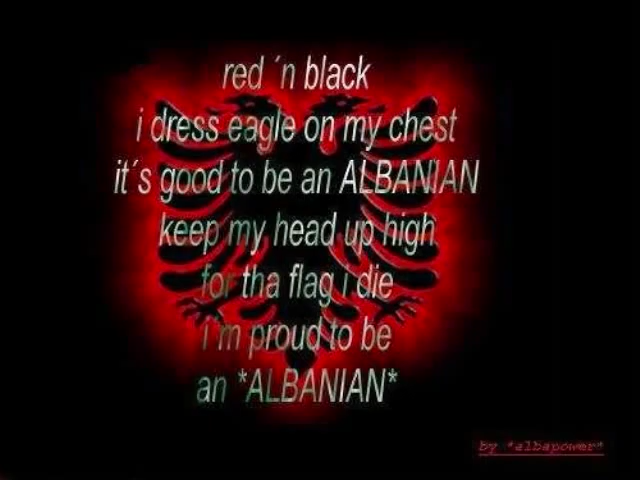 red ´n black
i dress eagle on my chest
it´s good to be an ALBANIAN
keep my head up high
for tha flag i die
i´m proud to be
an *ALBANIAN*
By *albapower*